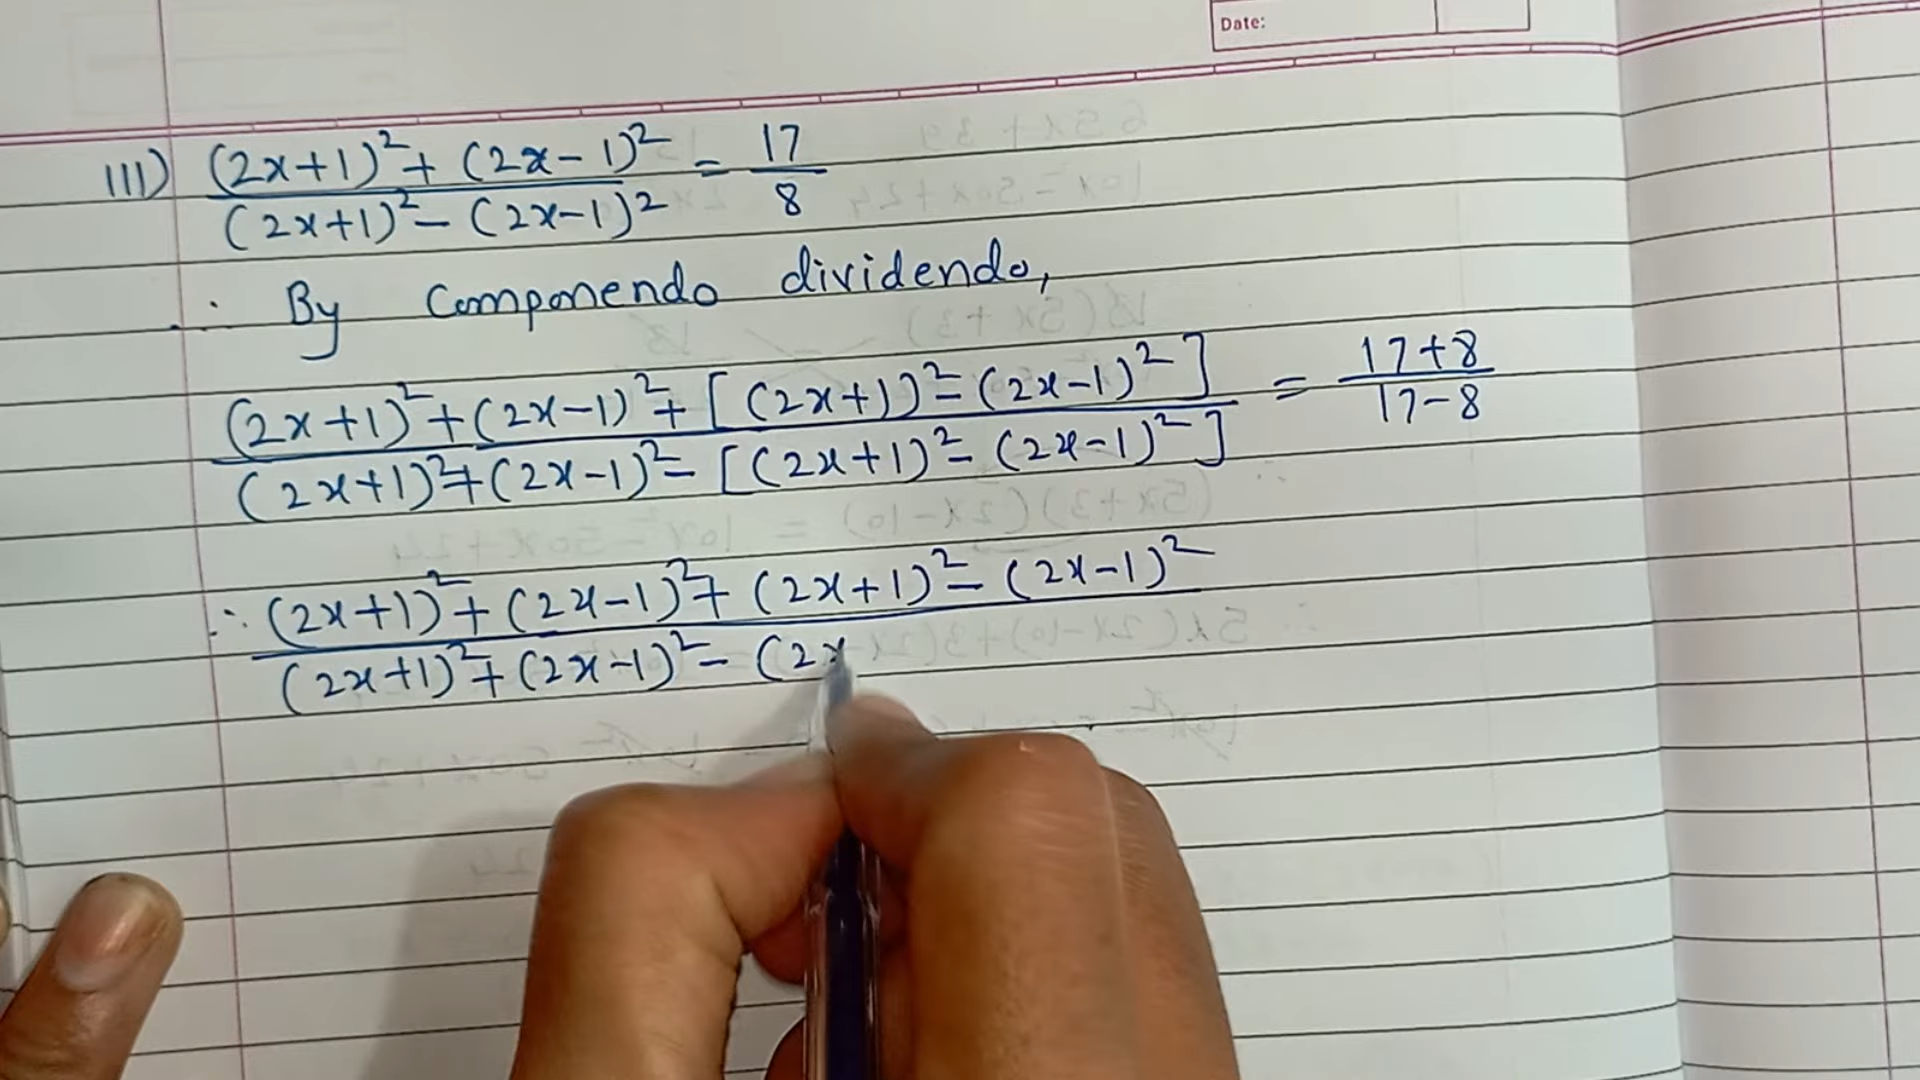 Date:
III) (2x+1)²+ (2x-1)² = 17
(2x+1)²- (2x-1)² 8
∴ By Componendo dividendo,
(2x+1)²+(2x-1)²+[(2x+1)²-(2x-1)²] = 17+8
(2x+1)²+(2x-1)²-[(2x+1)²-(2x-1)²] 17-8
∴ (2x+1)²+(2x-1)²+(2x+1)²-(2x-1)²
(2x+1)²+(2x-1)²-(2x